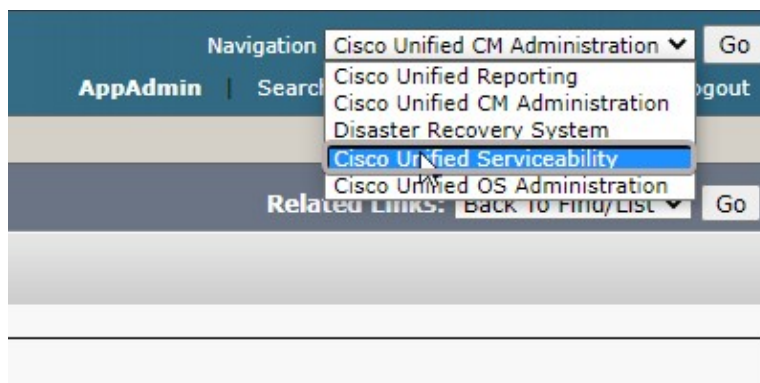 Navigation Cisco Unified CM Administration Go
Cisco Unified Reporting
AppAdmin | Search ogout
Cisco Unified CM Administration
Disaster Recovery System
Cisco Unified Serviceability
Cisco Unified OS Administration
Related Links: Back To Find/List Go